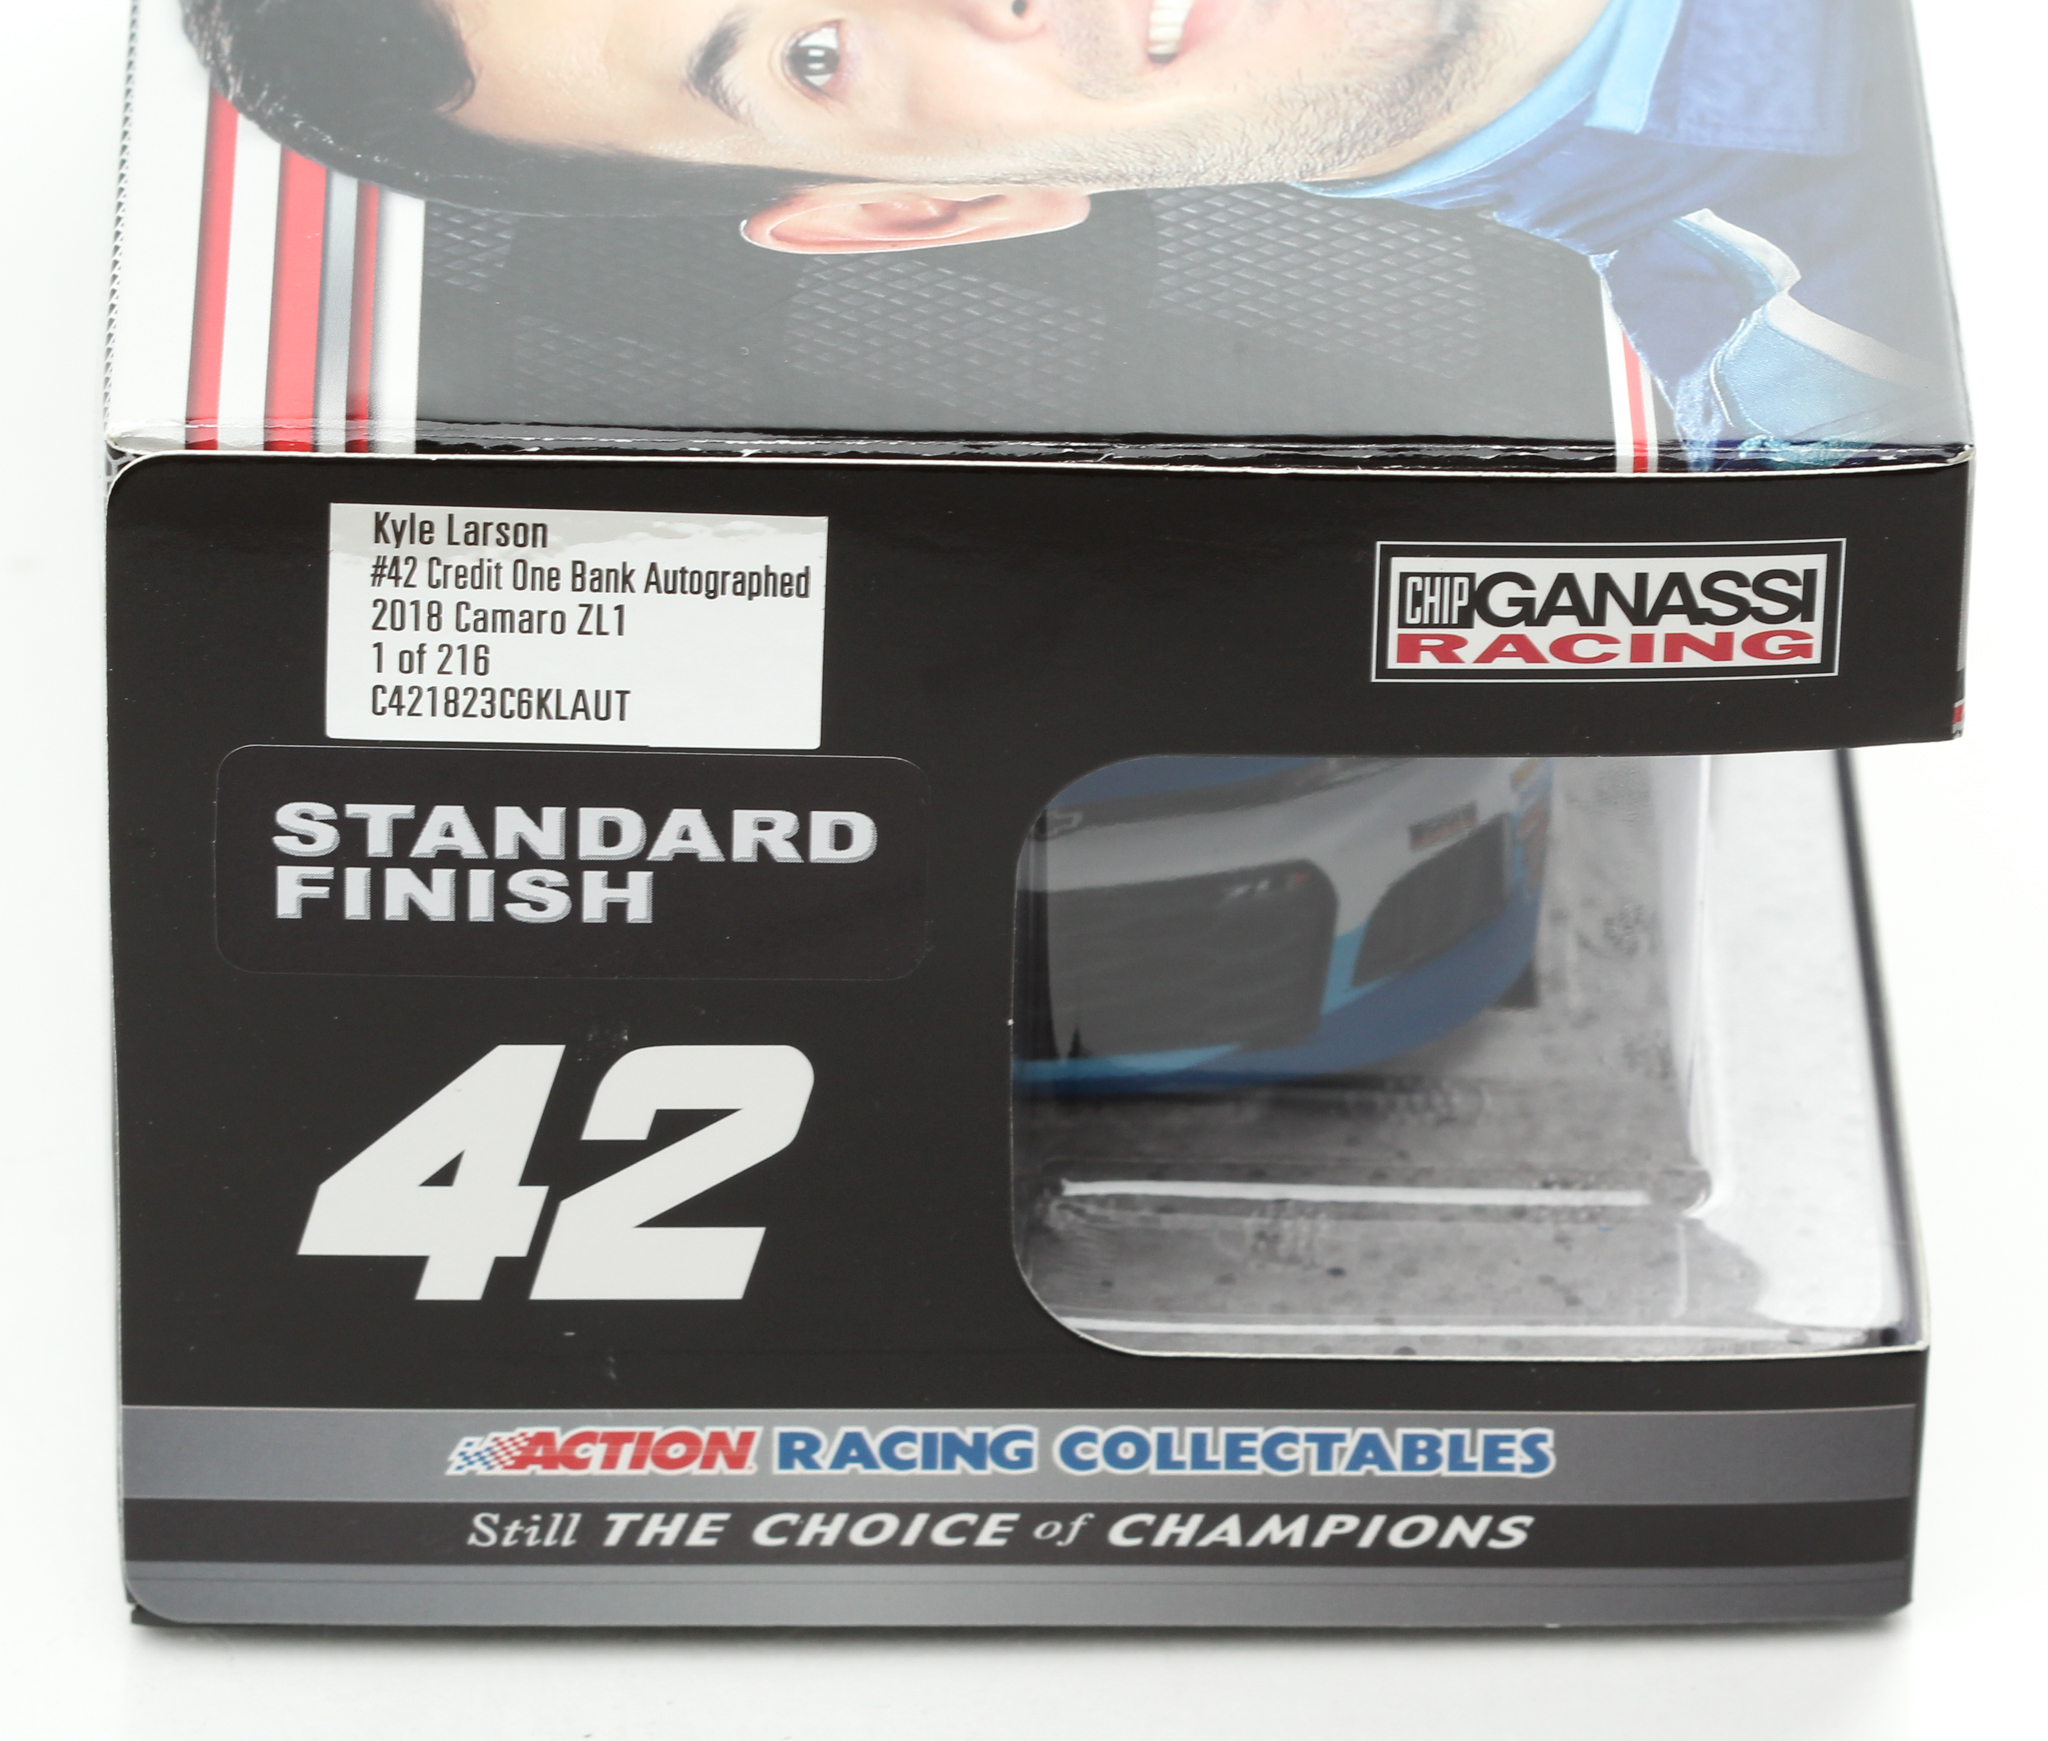 Kyle Larson
#42 Credit One Bank Autographed
2018 Camaro ZL1
1 of 216
C421823C6KLAUT
CHIP GANASSI
RACING
STANDARD
FINISH
ZL1
42
ACTION RACING COLLECTABLES
Still THE CHOICE of CHAMPIONS